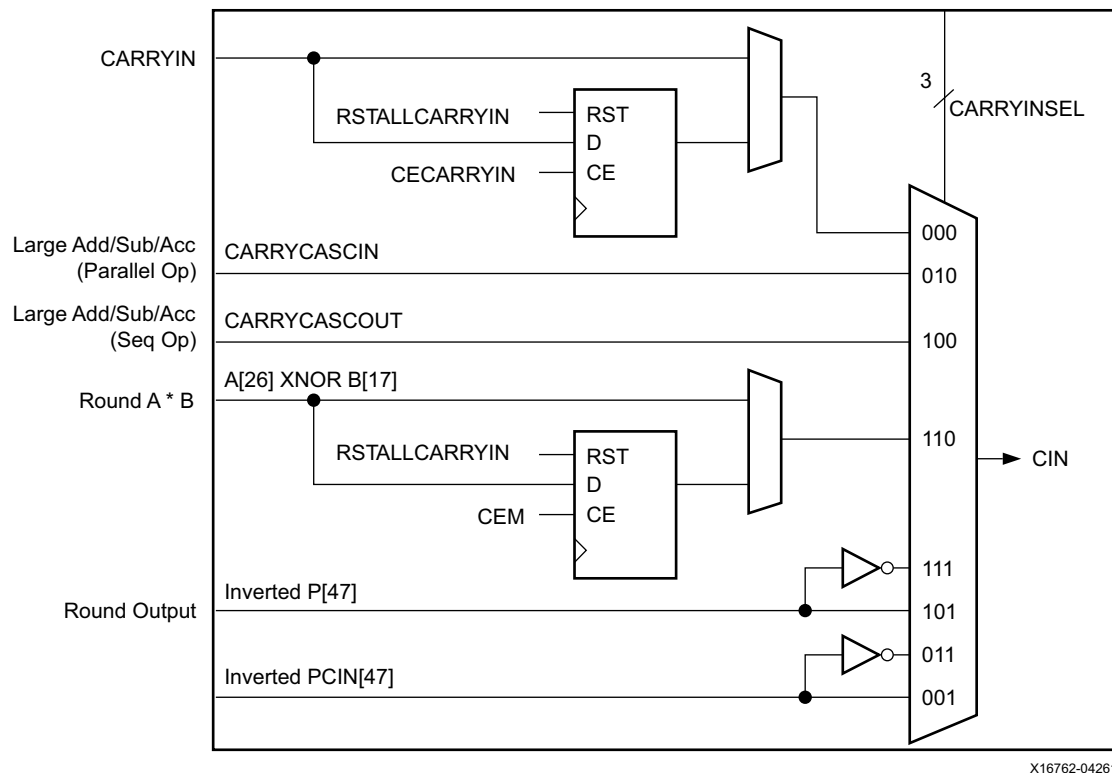 CARRYIN
3
CARRYINSEL
RSTALLCARRYIN
RST
D
CECARRYIN
CE
000
Large Add/Sub/Acc
(Parallel Op)
CARRYCASCIN
010
Large Add/Sub/Acc
(Seq Op)
CARRYCASCOUT
100
A[26] XNOR B[17]
Round A * B
110
RSTALLCARRYIN
RST
D
CEM
CE
CIN
111
Inverted P[47]
Round Output
101
011
Inverted PCIN[47]
001